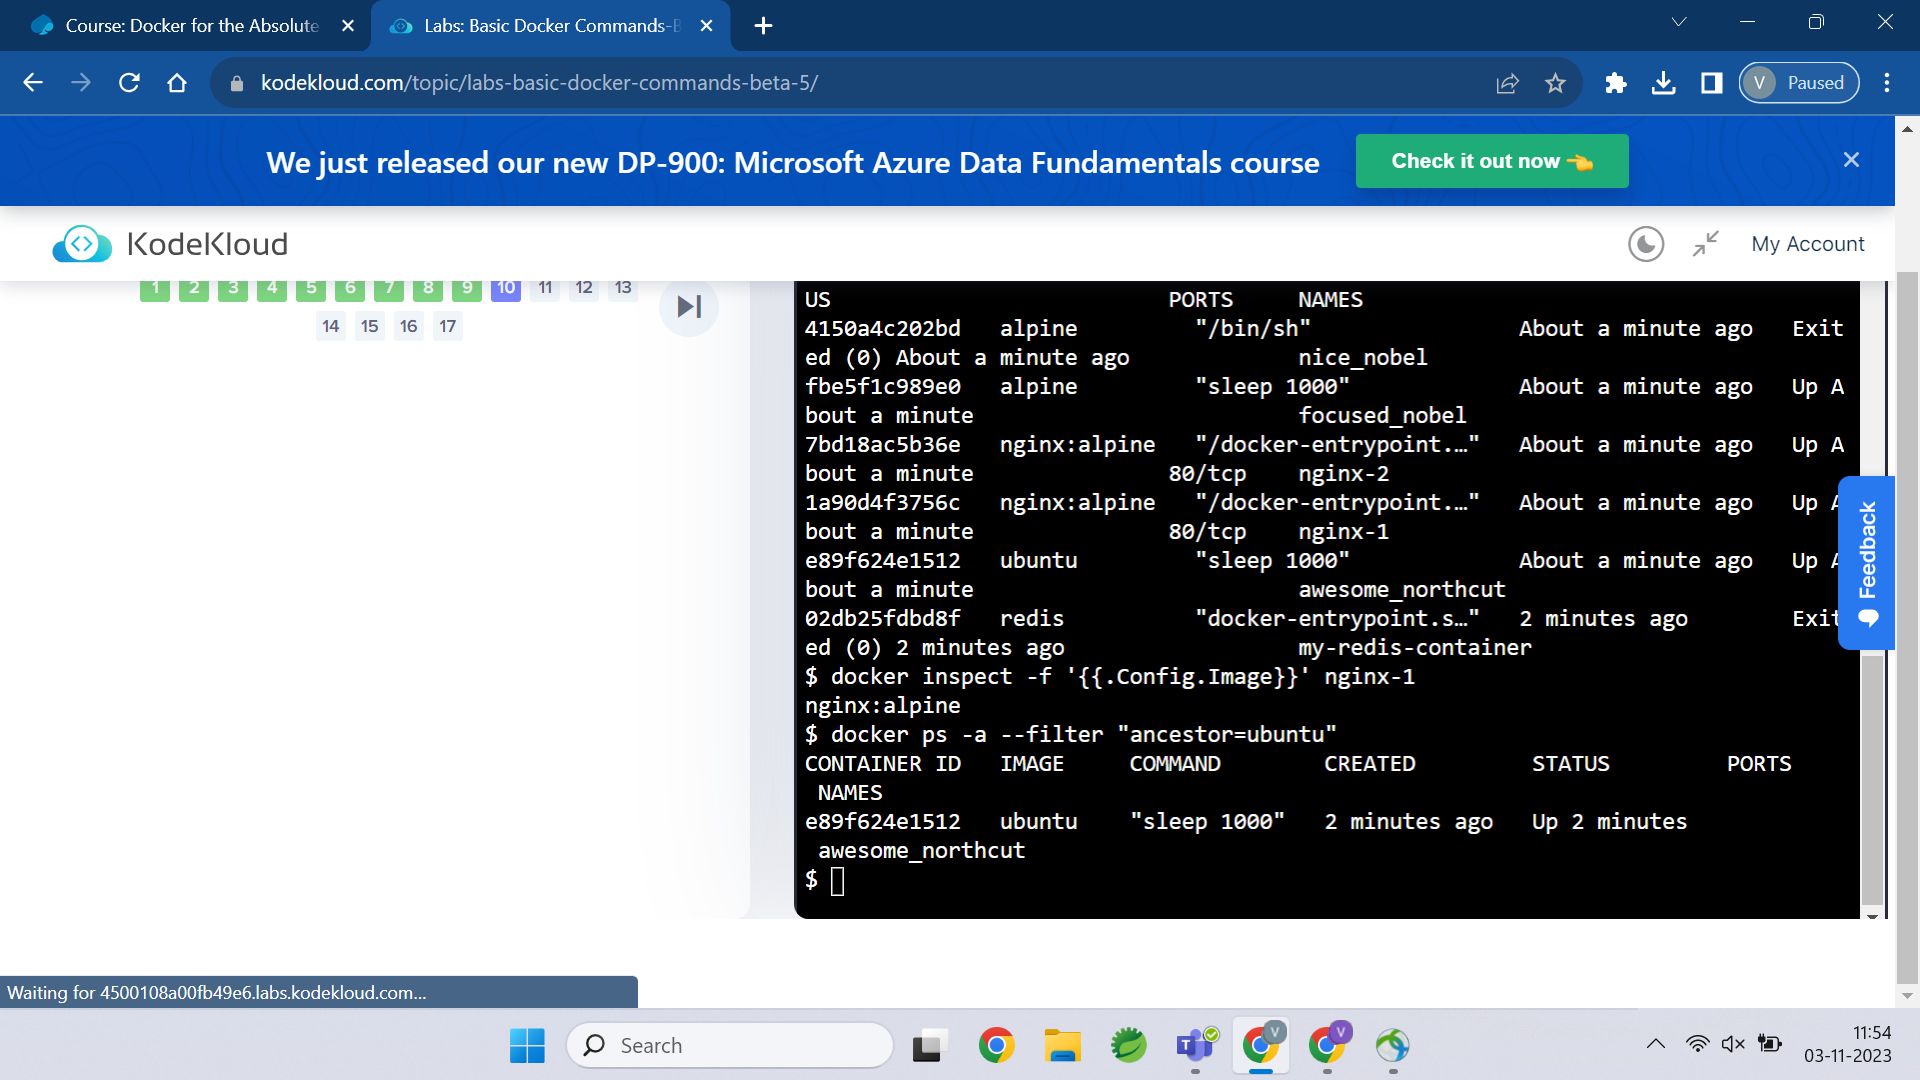 Course: Docker for the Absolute
Labs: Basic Docker Commands-B
kodekloud.com/topic/labs-basic-docker-commands-beta-5/
V Paused
We just released our new DP-900: Microsoft Azure Data Fundamentals course
Check it out now
KodeKloud
My Account
1 2 3 4 5 6 7 8 9 10 11 12 13
14 15 16 17
US PORTS NAMES
4150a4c202bd alpine "/bin/sh" About a minute ago Exit
ed (0) About a minute ago nice_nobel
fbe5f1c989e0 alpine "sleep 1000" About a minute ago Up A
bout a minute focused_nobel
7bd18ac5b36e nginx:alpine "/docker-entrypoint.…" About a minute ago Up A
bout a minute 80/tcp nginx-2
1a90d4f3756c nginx:alpine "/docker-entrypoint.…" About a minute ago Up A
bout a minute 80/tcp nginx-1
e89f624e1512 ubuntu "sleep 1000" About a minute ago Up A
bout a minute awesome_northcut
02db25fdbd8f redis "docker-entrypoint.s…" 2 minutes ago Exit
ed (0) 2 minutes ago my-redis-container
$ docker inspect -f '{{.Config.Image}}' nginx-1
nginx:alpine
$ docker ps -a --filter "ancestor=ubuntu"
CONTAINER ID IMAGE COMMAND CREATED STATUS PORTS
NAMES
e89f624e1512 ubuntu "sleep 1000" 2 minutes ago Up 2 minutes
awesome_northcut
$
Feedback
Waiting for 4500108a00fb49e6.labs.kodekloud.com...
Search
T
V
V
11:54
03-11-2023